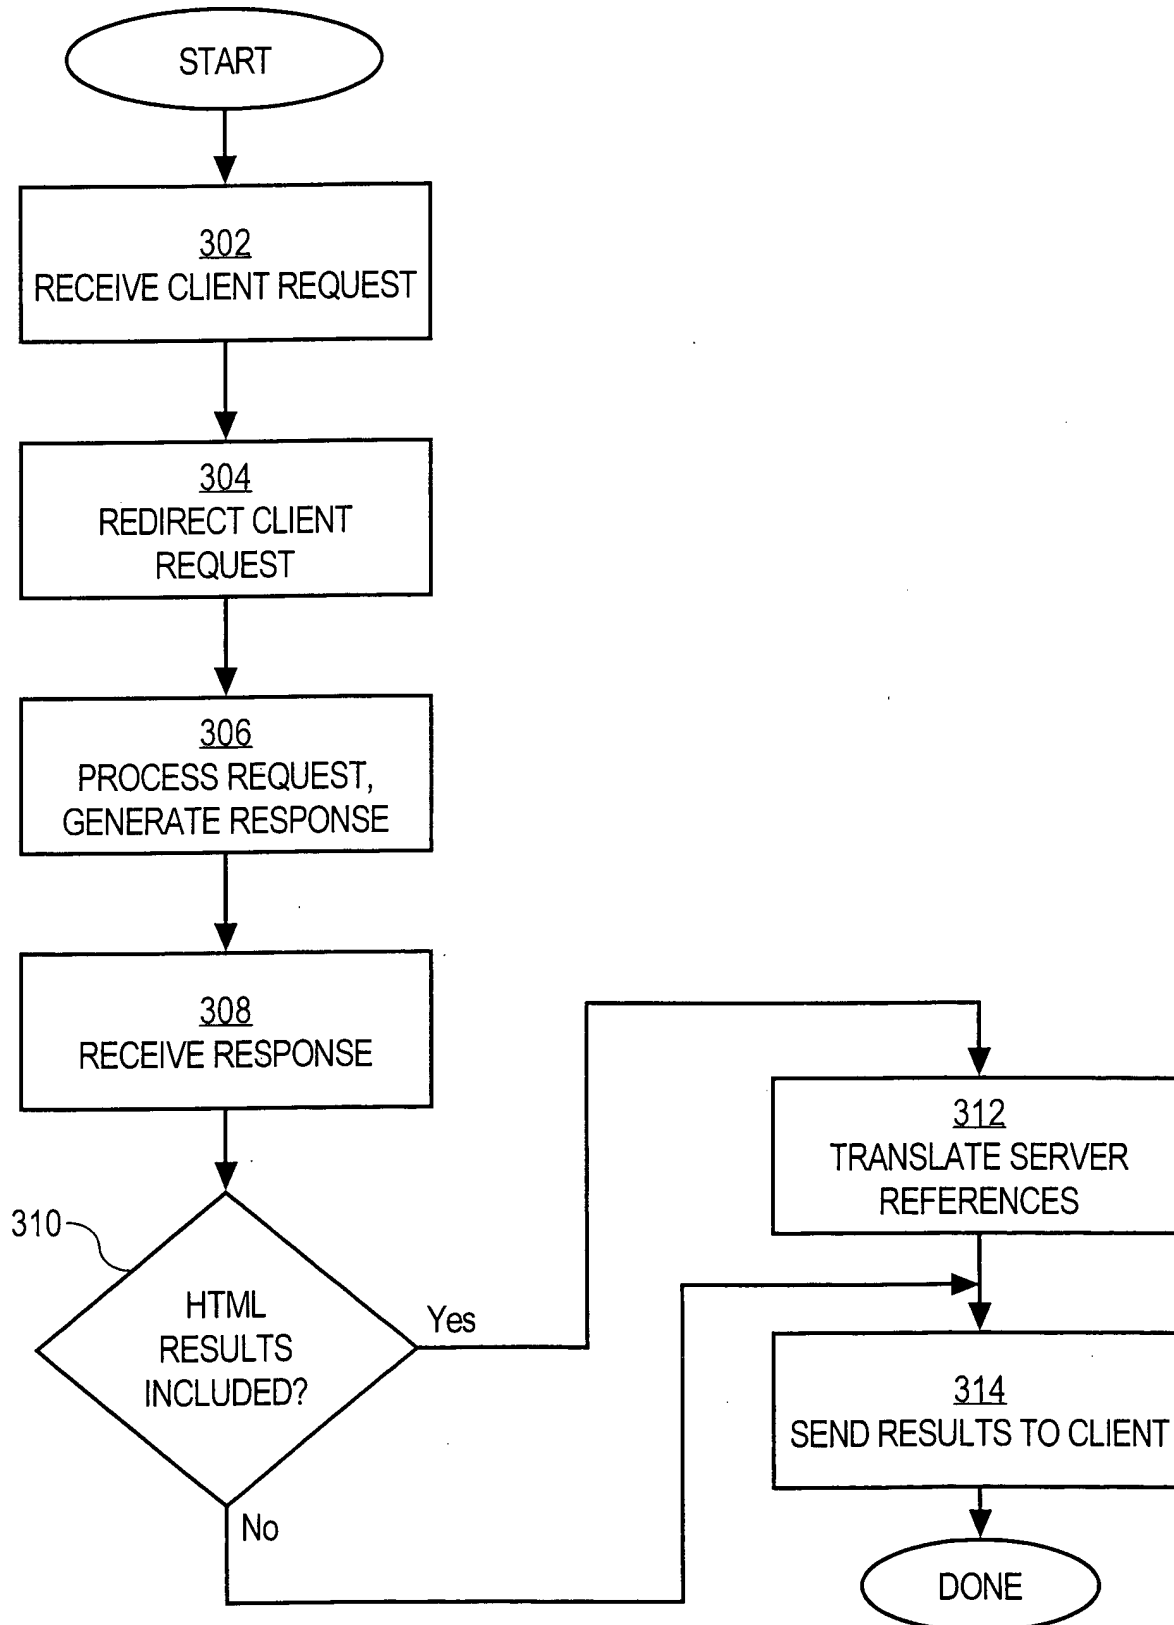 START
302
RECEIVE CLIENT REQUEST
304
REDIRECT CLIENT
REQUEST
306
PROCESS REQUEST,
GENERATE RESPONSE
308
RECEIVE RESPONSE
310
HTML
RESULTS
INCLUDED?
Yes
No
312
TRANSLATE SERVER
REFERENCES
314
SEND RESULTS TO CLIENT
DONE